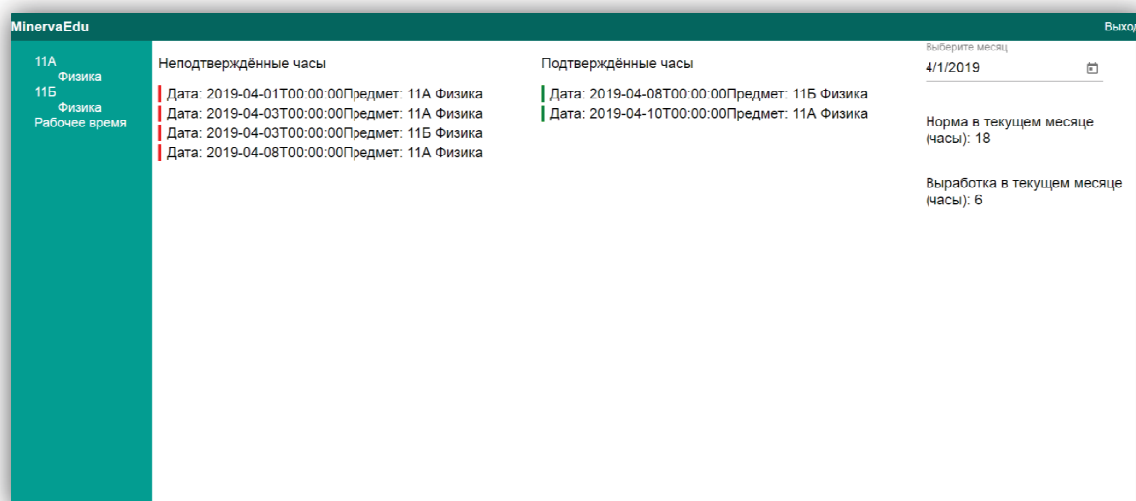 MinervaEdu
Выход
11А
Физика
11Б
Физика
Рабочее время
Неподтверждённые часы
Дата: 2019-04-01T00:00:00Предмет: 11А Физика
Дата: 2019-04-03T00:00:00Предмет: 11А Физика
Дата: 2019-04-03T00:00:00Предмет: 11Б Физика
Дата: 2019-04-08T00:00:00Предмет: 11А Физика
Подтверждённые часы
Дата: 2019-04-08T00:00:00Предмет: 11Б Физика
Дата: 2019-04-10T00:00:00Предмет: 11А Физика
Выберите месяц
4/1/2019
Норма в текущем месяце
(часы): 18
Выработка в текущем месяце
(часы): 6